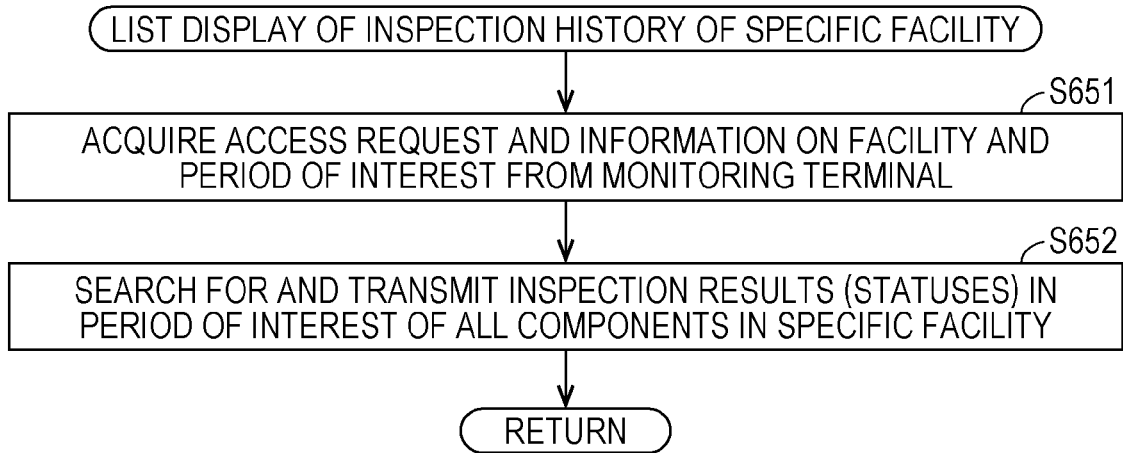 LIST DISPLAY OF INSPECTION HISTORY OF SPECIFIC FACILITY
S651
ACQUIRE ACCESS REQUEST AND INFORMATION ON FACILITY AND
PERIOD OF INTEREST FROM MONITORING TERMINAL
S652
SEARCH FOR AND TRANSMIT INSPECTION RESULTS (STATUSES) IN
PERIOD OF INTEREST OF ALL COMPONENTS IN SPECIFIC FACILITY
RETURN